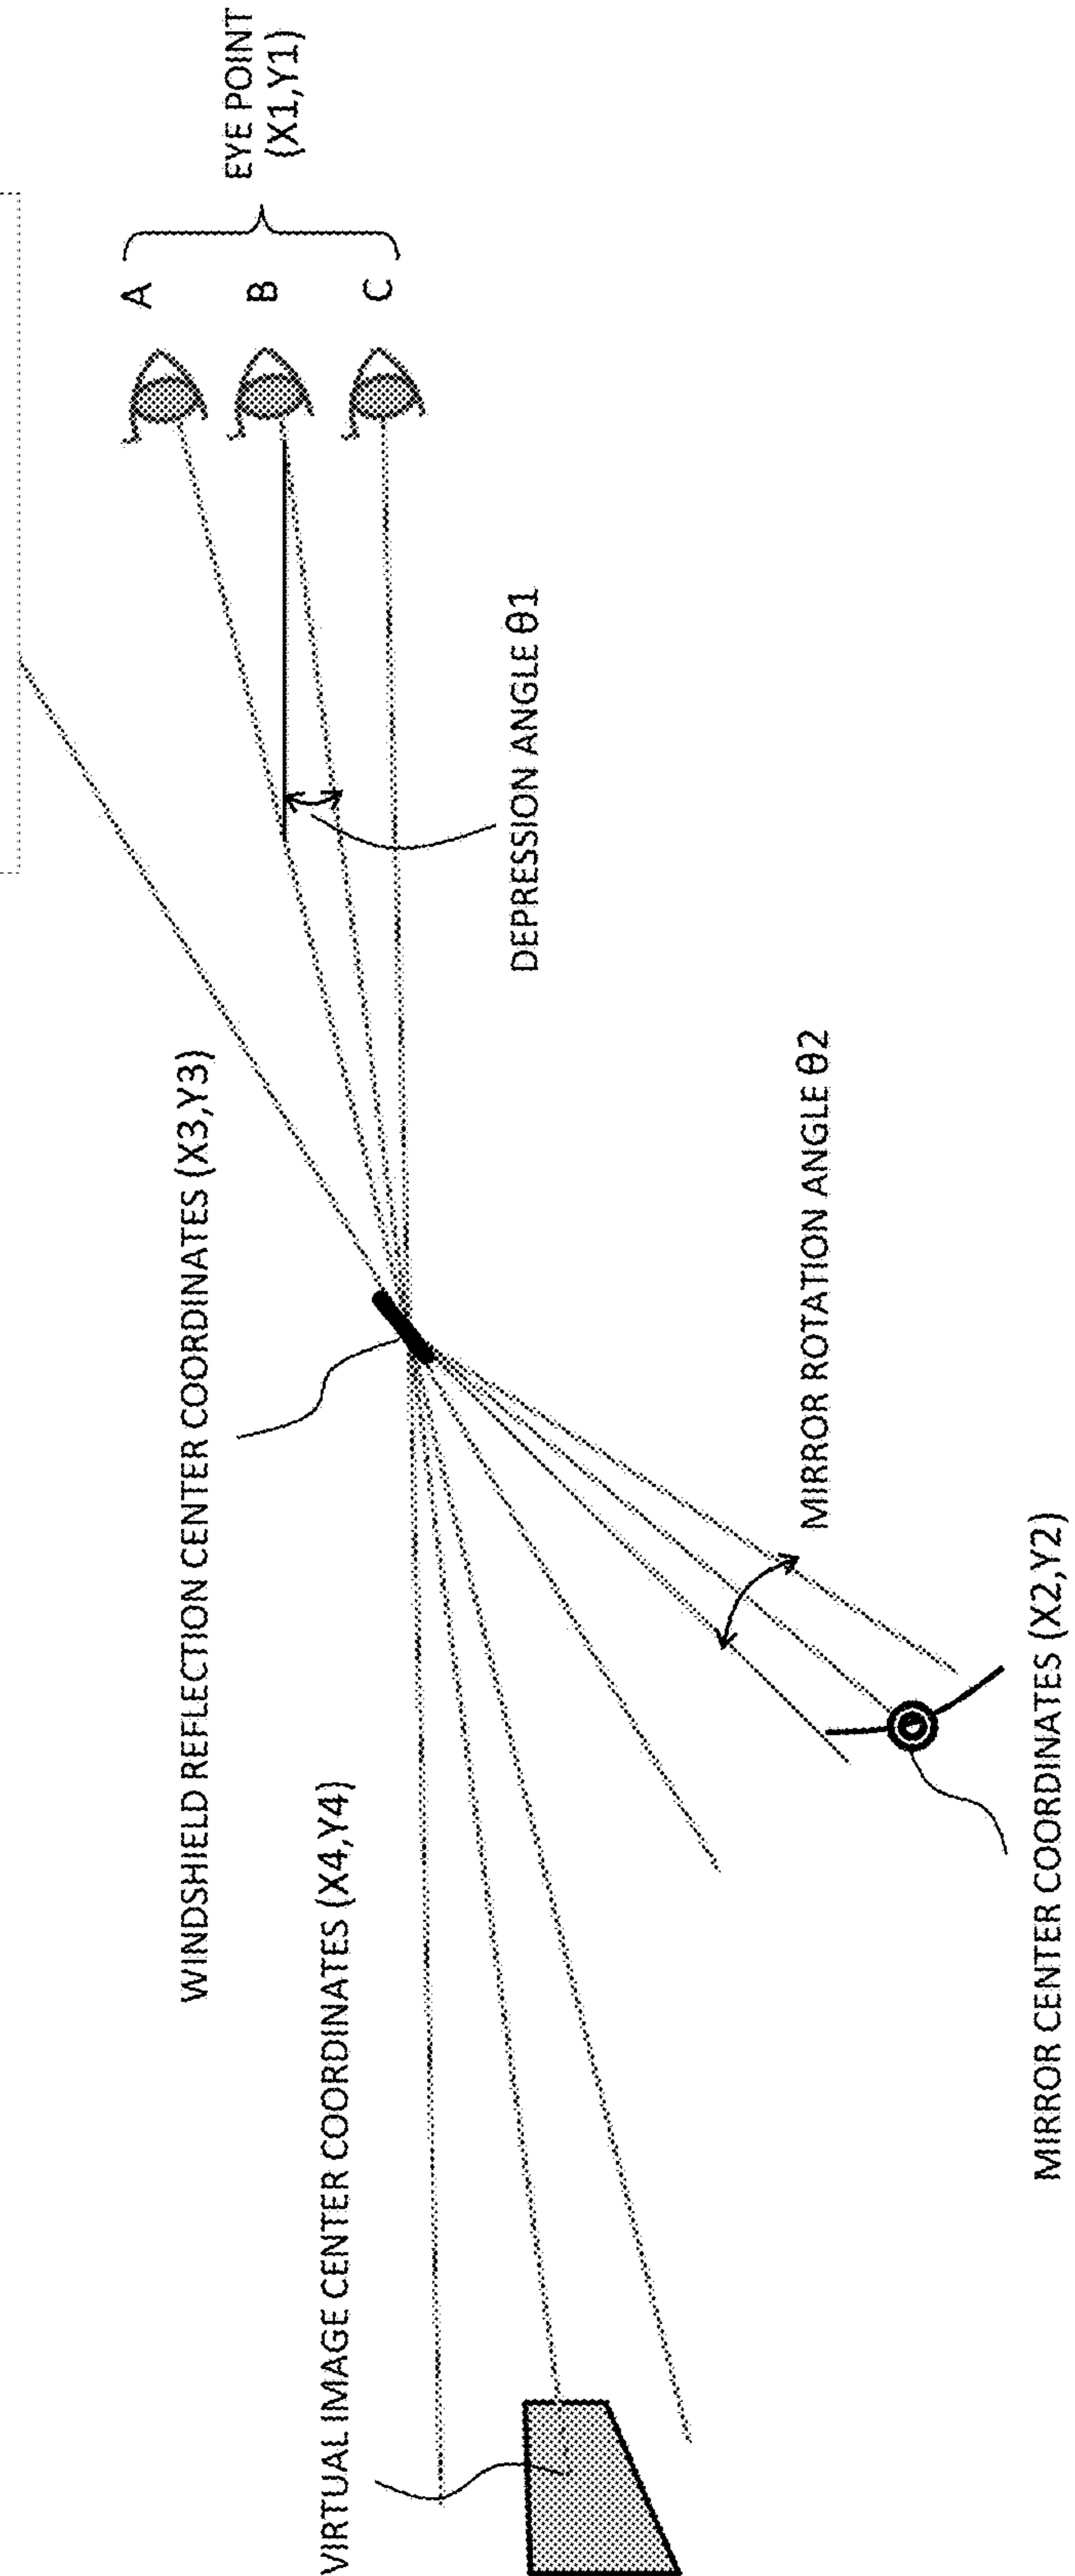 EYE POINT
(X1,Y1)
A
B
C
DEPRESSION ANGLE θ1
WINDSHIELD REFLECTION CENTER COORDINATES (X3,Y3)
MIRROR ROTATION ANGLE θ2
VIRTUAL IMAGE CENTER COORDINATES (X4,Y4)
MIRROR CENTER COORDINATES (X2,Y2)